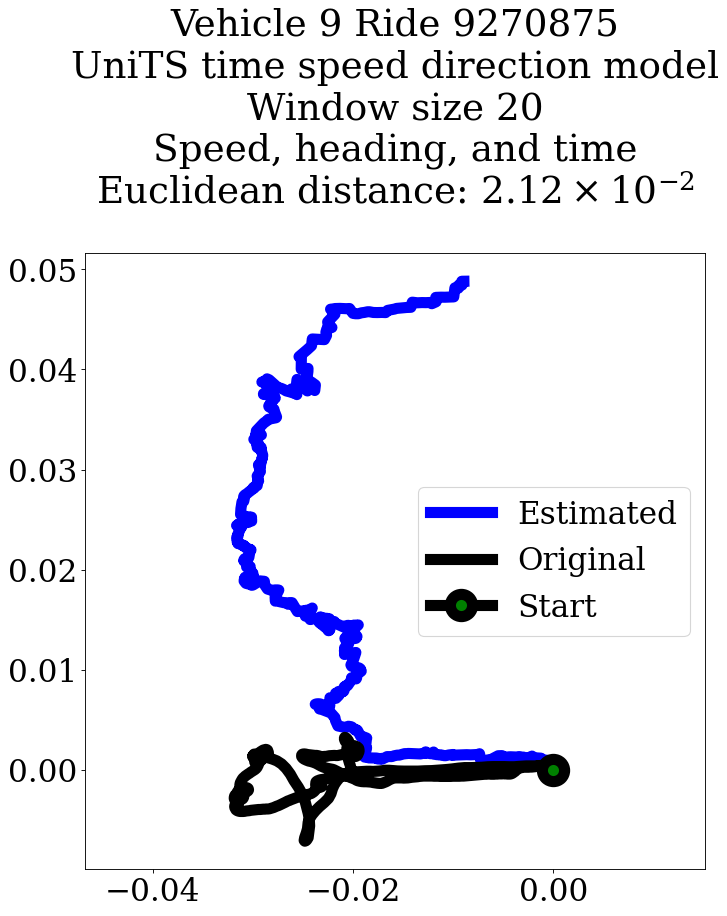 Vehicle 9 Ride 9270875
UniTS time speed direction model
Window size 20
Speed, heading, and time
Euclidean distance: 2.12 × 10⁻²
0.05
0.04
0.03
0.02
0.01
0.00
Estimated
Original
Start
−0.04 −0.02 0.00